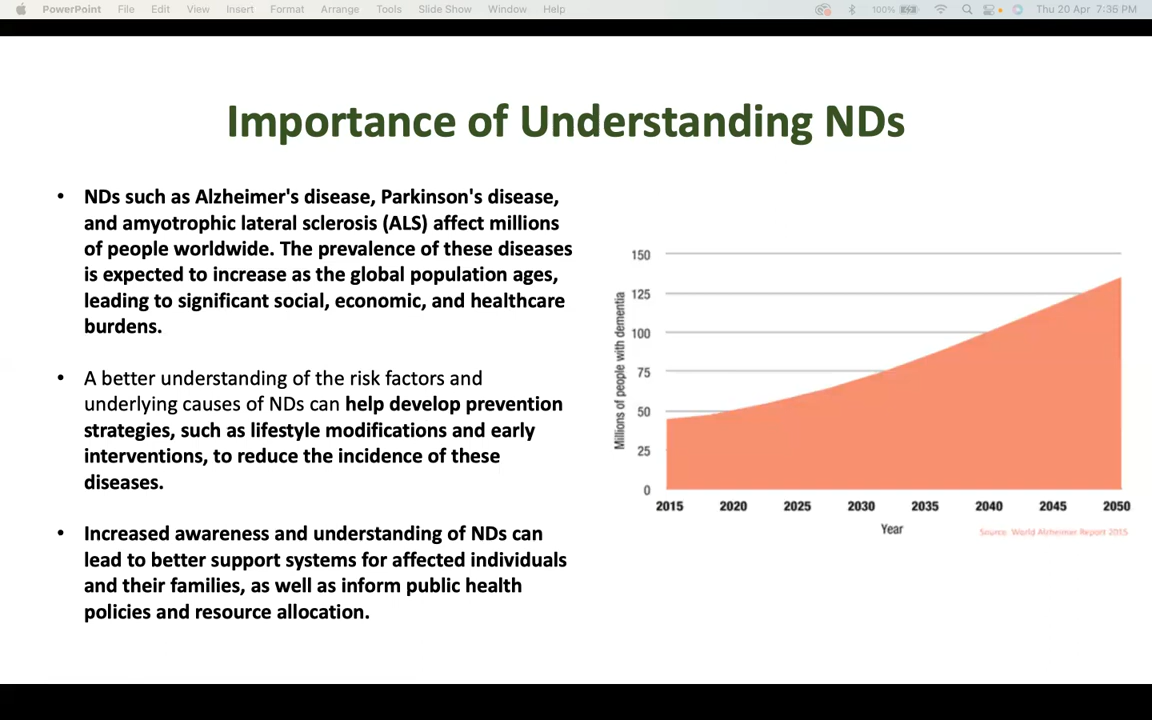 PowerPoint File Edit View Insert Format Arrange Tools Slide Show Window Help 100% Thu 20 Apr 7:36 PM
Importance of Understanding NDs
• NDs such as Alzheimer's disease, Parkinson's disease,
and amyotrophic lateral sclerosis (ALS) affect millions
of people worldwide. The prevalence of these diseases
is expected to increase as the global population ages,
leading to significant social, economic, and healthcare
burdens.
• A better understanding of the risk factors and
underlying causes of NDs can help develop prevention
strategies, such as lifestyle modifications and early
interventions, to reduce the incidence of these
diseases.
• Increased awareness and understanding of NDs can
lead to better support systems for affected individuals
and their families, as well as inform public health
policies and resource allocation.
Millions of people with dementia
150
125
100
75
50
25
0
2015 2020 2025 2030 2035 2040 2045 2050
Year
Source: World Alzheimer Report 2015.